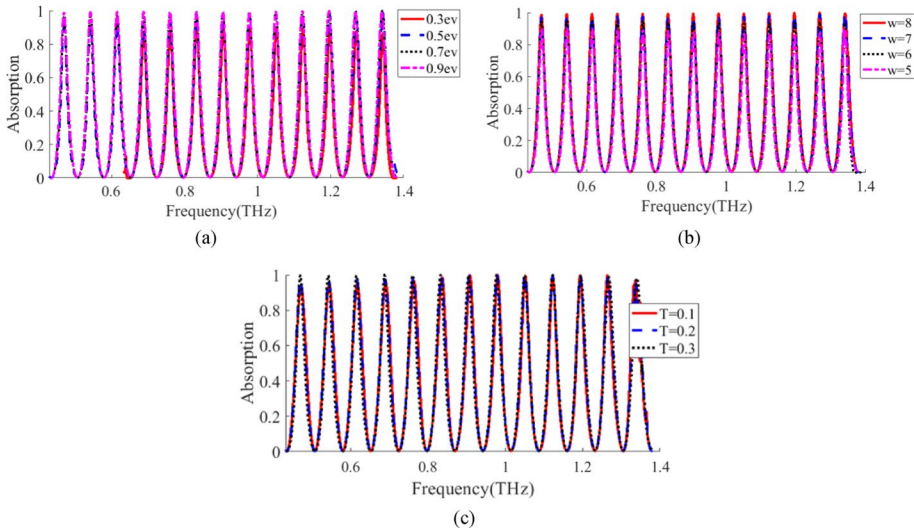 1
0.8
0.6
0.4
0.2
0
Absorption
0.6 0.8 1 1.2 1.4
Frequency(THz)
0.3ev
0.5ev
0.7ev
0.9ev
(a)
1
0.8
0.6
0.4
0.2
0
Absorption
0.6 0.8 1 1.2 1.4
Frequency(THz)
w=8
w=7
w=6
w=5
(b)
1
0.8
0.6
0.4
0.2
0
Absorption
0.6 0.8 1 1.2 1.4
Frequency(THz)
T=0.1
T=0.2
T=0.3
(c)